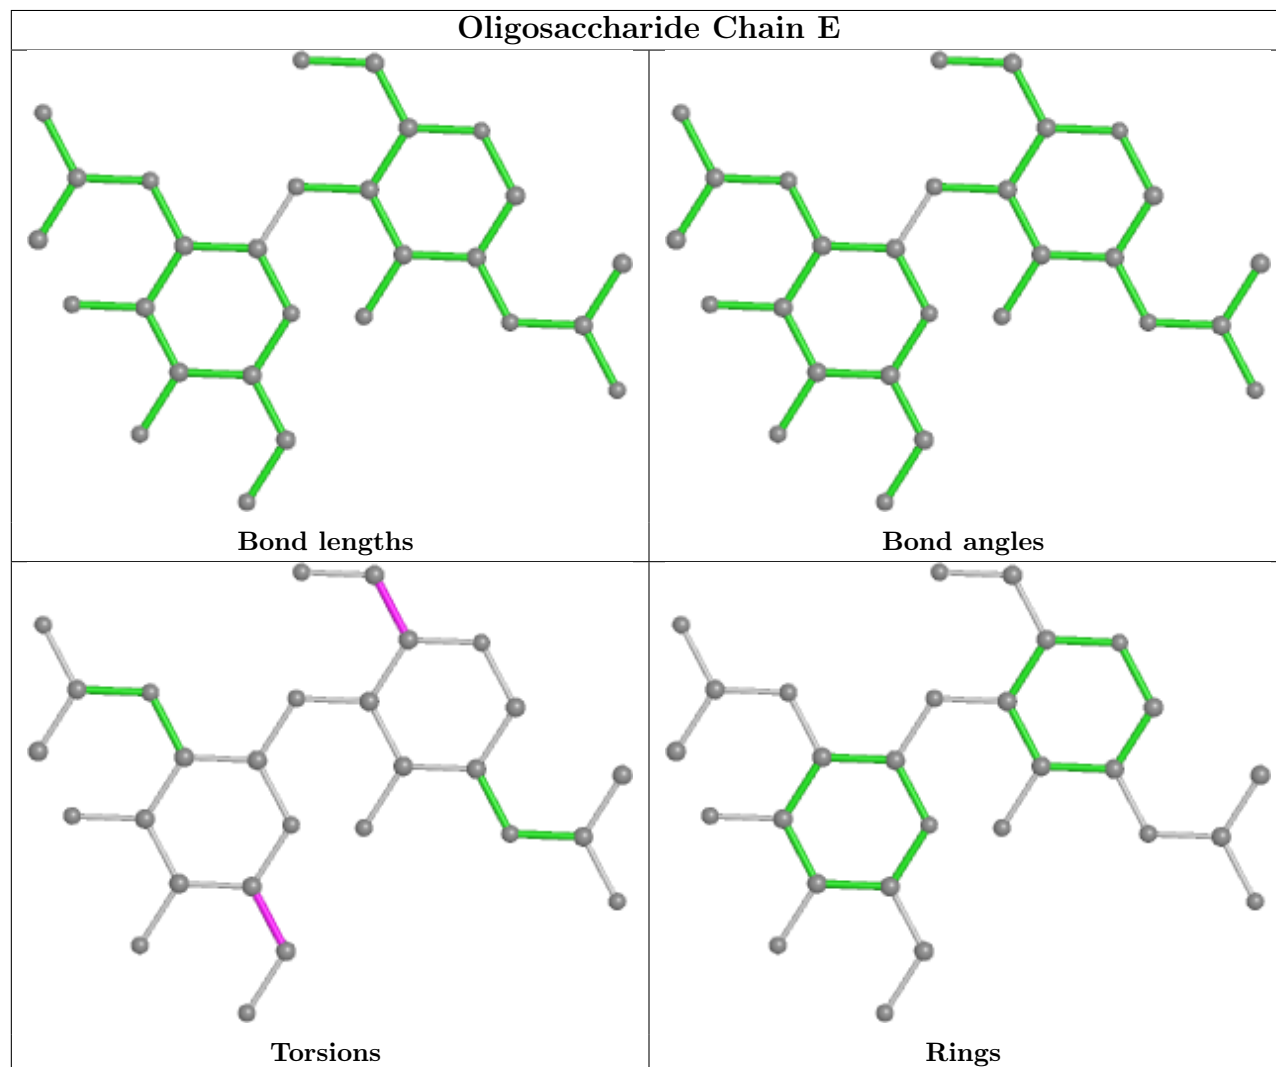 Oligosaccharide Chain E
Bond lengths
Bond angles
Torsions
Rings